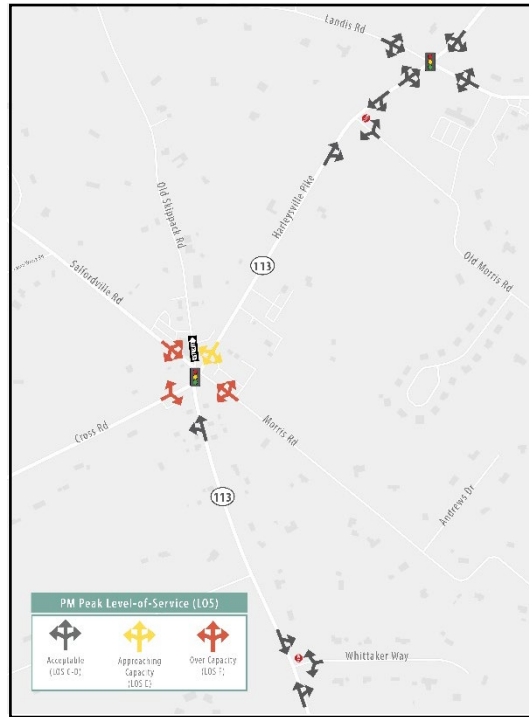 Landis Rd
Harleysville Pike
Old Skippack Rd
113
Old Morris Rd
Salfordville Rd
Cross Rd
Morris Rd
113
Andrews Dr
Whittaker Way
PM Peak Level-of-Service (LOS)
Acceptable
(LOS C-D)
Approaching
Capacity
(LOS E)
Over Capacity
(LOS F)